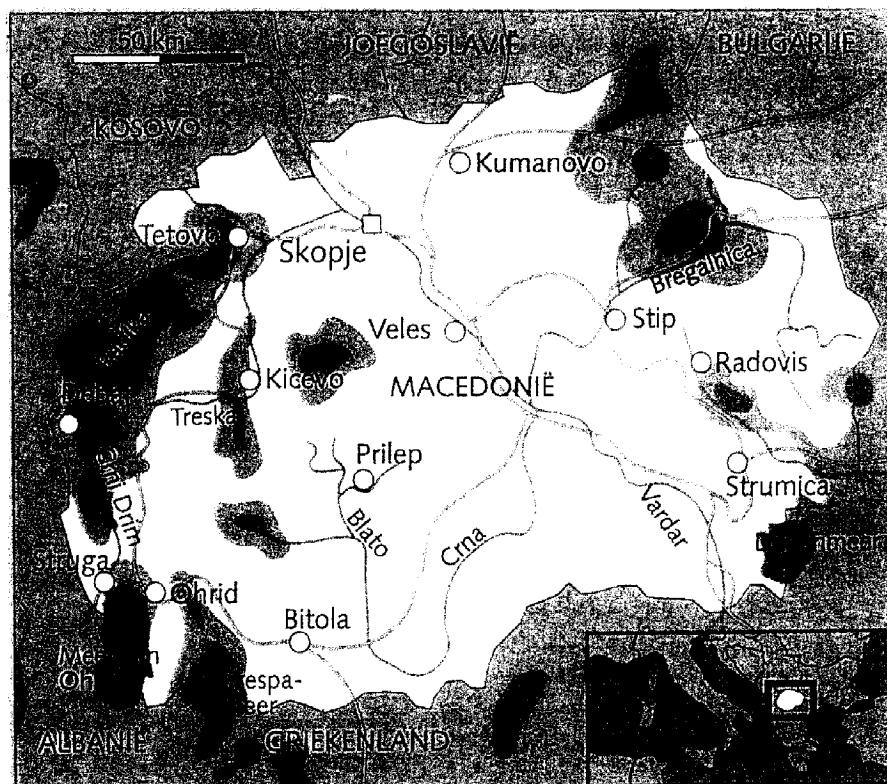 50 km
JOEGOSLAVIË
BULGARIJE
KOSOVO
Kumanovo
Tetovo
Skopje
Bregalnica
Veles
Stip
Radovis
Kicevo
MACEDONIË
Debar
Treska
Prilep
Strumica
Crni Drim
Blato
Crna
Vardar
Struga
Ohrid
Bitola
ALBANIË
GRIEKENLAND